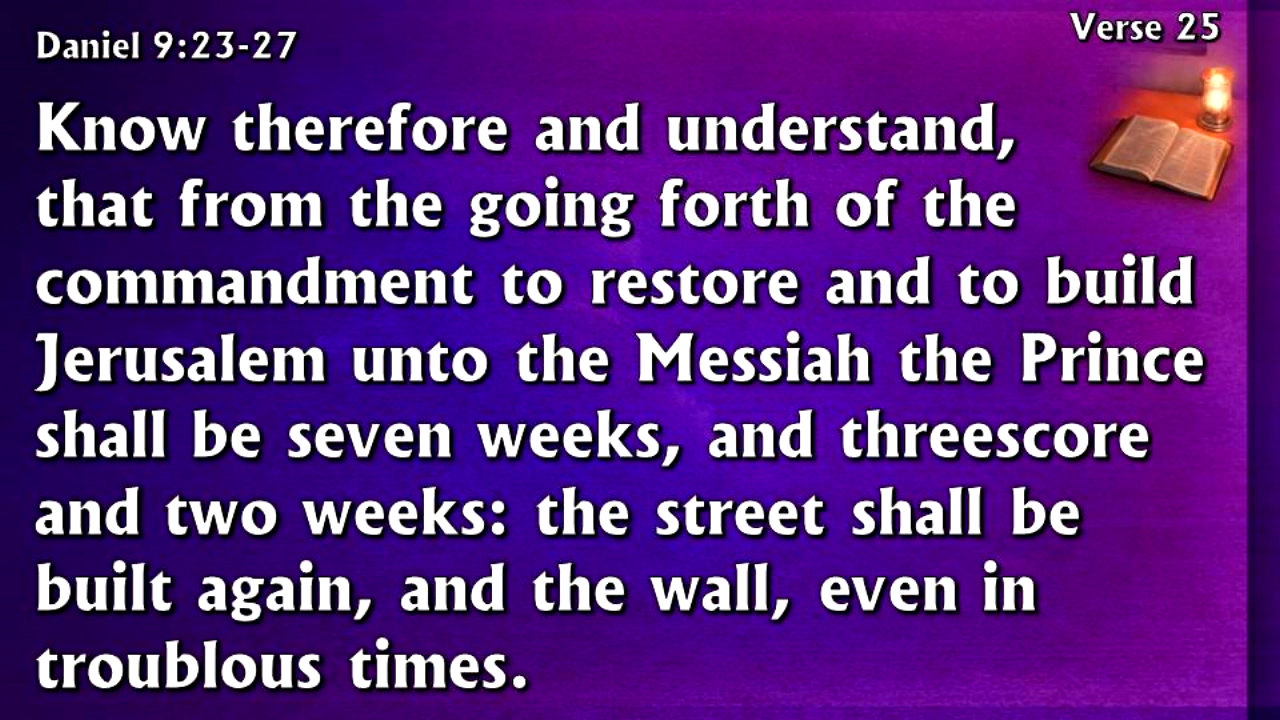 Daniel 9:23-27
Verse 25
Know therefore and understand,
that from the going forth of the
commandment to restore and to build
Jerusalem unto the Messiah the Prince
shall be seven weeks, and threescore
and two weeks: the street shall be
built again, and the wall, even in
troublous times.